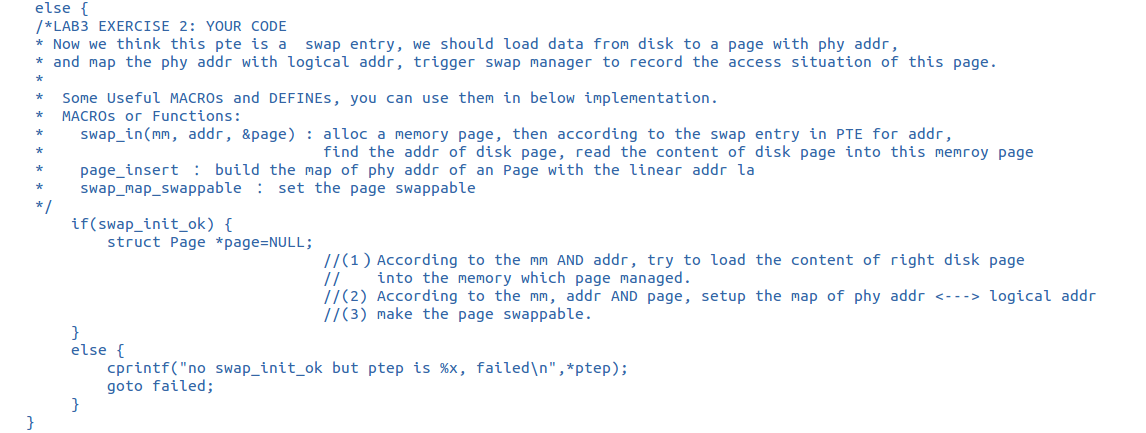 else {
/*LAB3 EXERCISE 2: YOUR CODE
* Now we think this pte is a  swap entry, we should load data from disk to a page with phy addr,
* and map the phy addr with logical addr, trigger swap manager to record the access situation of this page.
*
*  Some Useful MACROs and DEFINEs, you can use them in below implementation.
*  MACROs or Functions:
*    swap_in(mm, addr, &page) : alloc a memory page, then according to the swap entry in PTE for addr,
*                               find the addr of disk page, read the content of disk page into this memroy page
*    page_insert ： build the map of phy addr of an Page with the linear addr la
*    swap_map_swappable ： set the page swappable
*/
if(swap_init_ok) {
struct Page *page=NULL;
//(1）According to the mm AND addr, try to load the content of right disk page
//    into the memory which page managed.
//(2) According to the mm, addr AND page, setup the map of phy addr <---> logical addr
//(3) make the page swappable.
}
else {
cprintf("no swap_init_ok but ptep is %x, failed\n",*ptep);
goto failed;
}
}